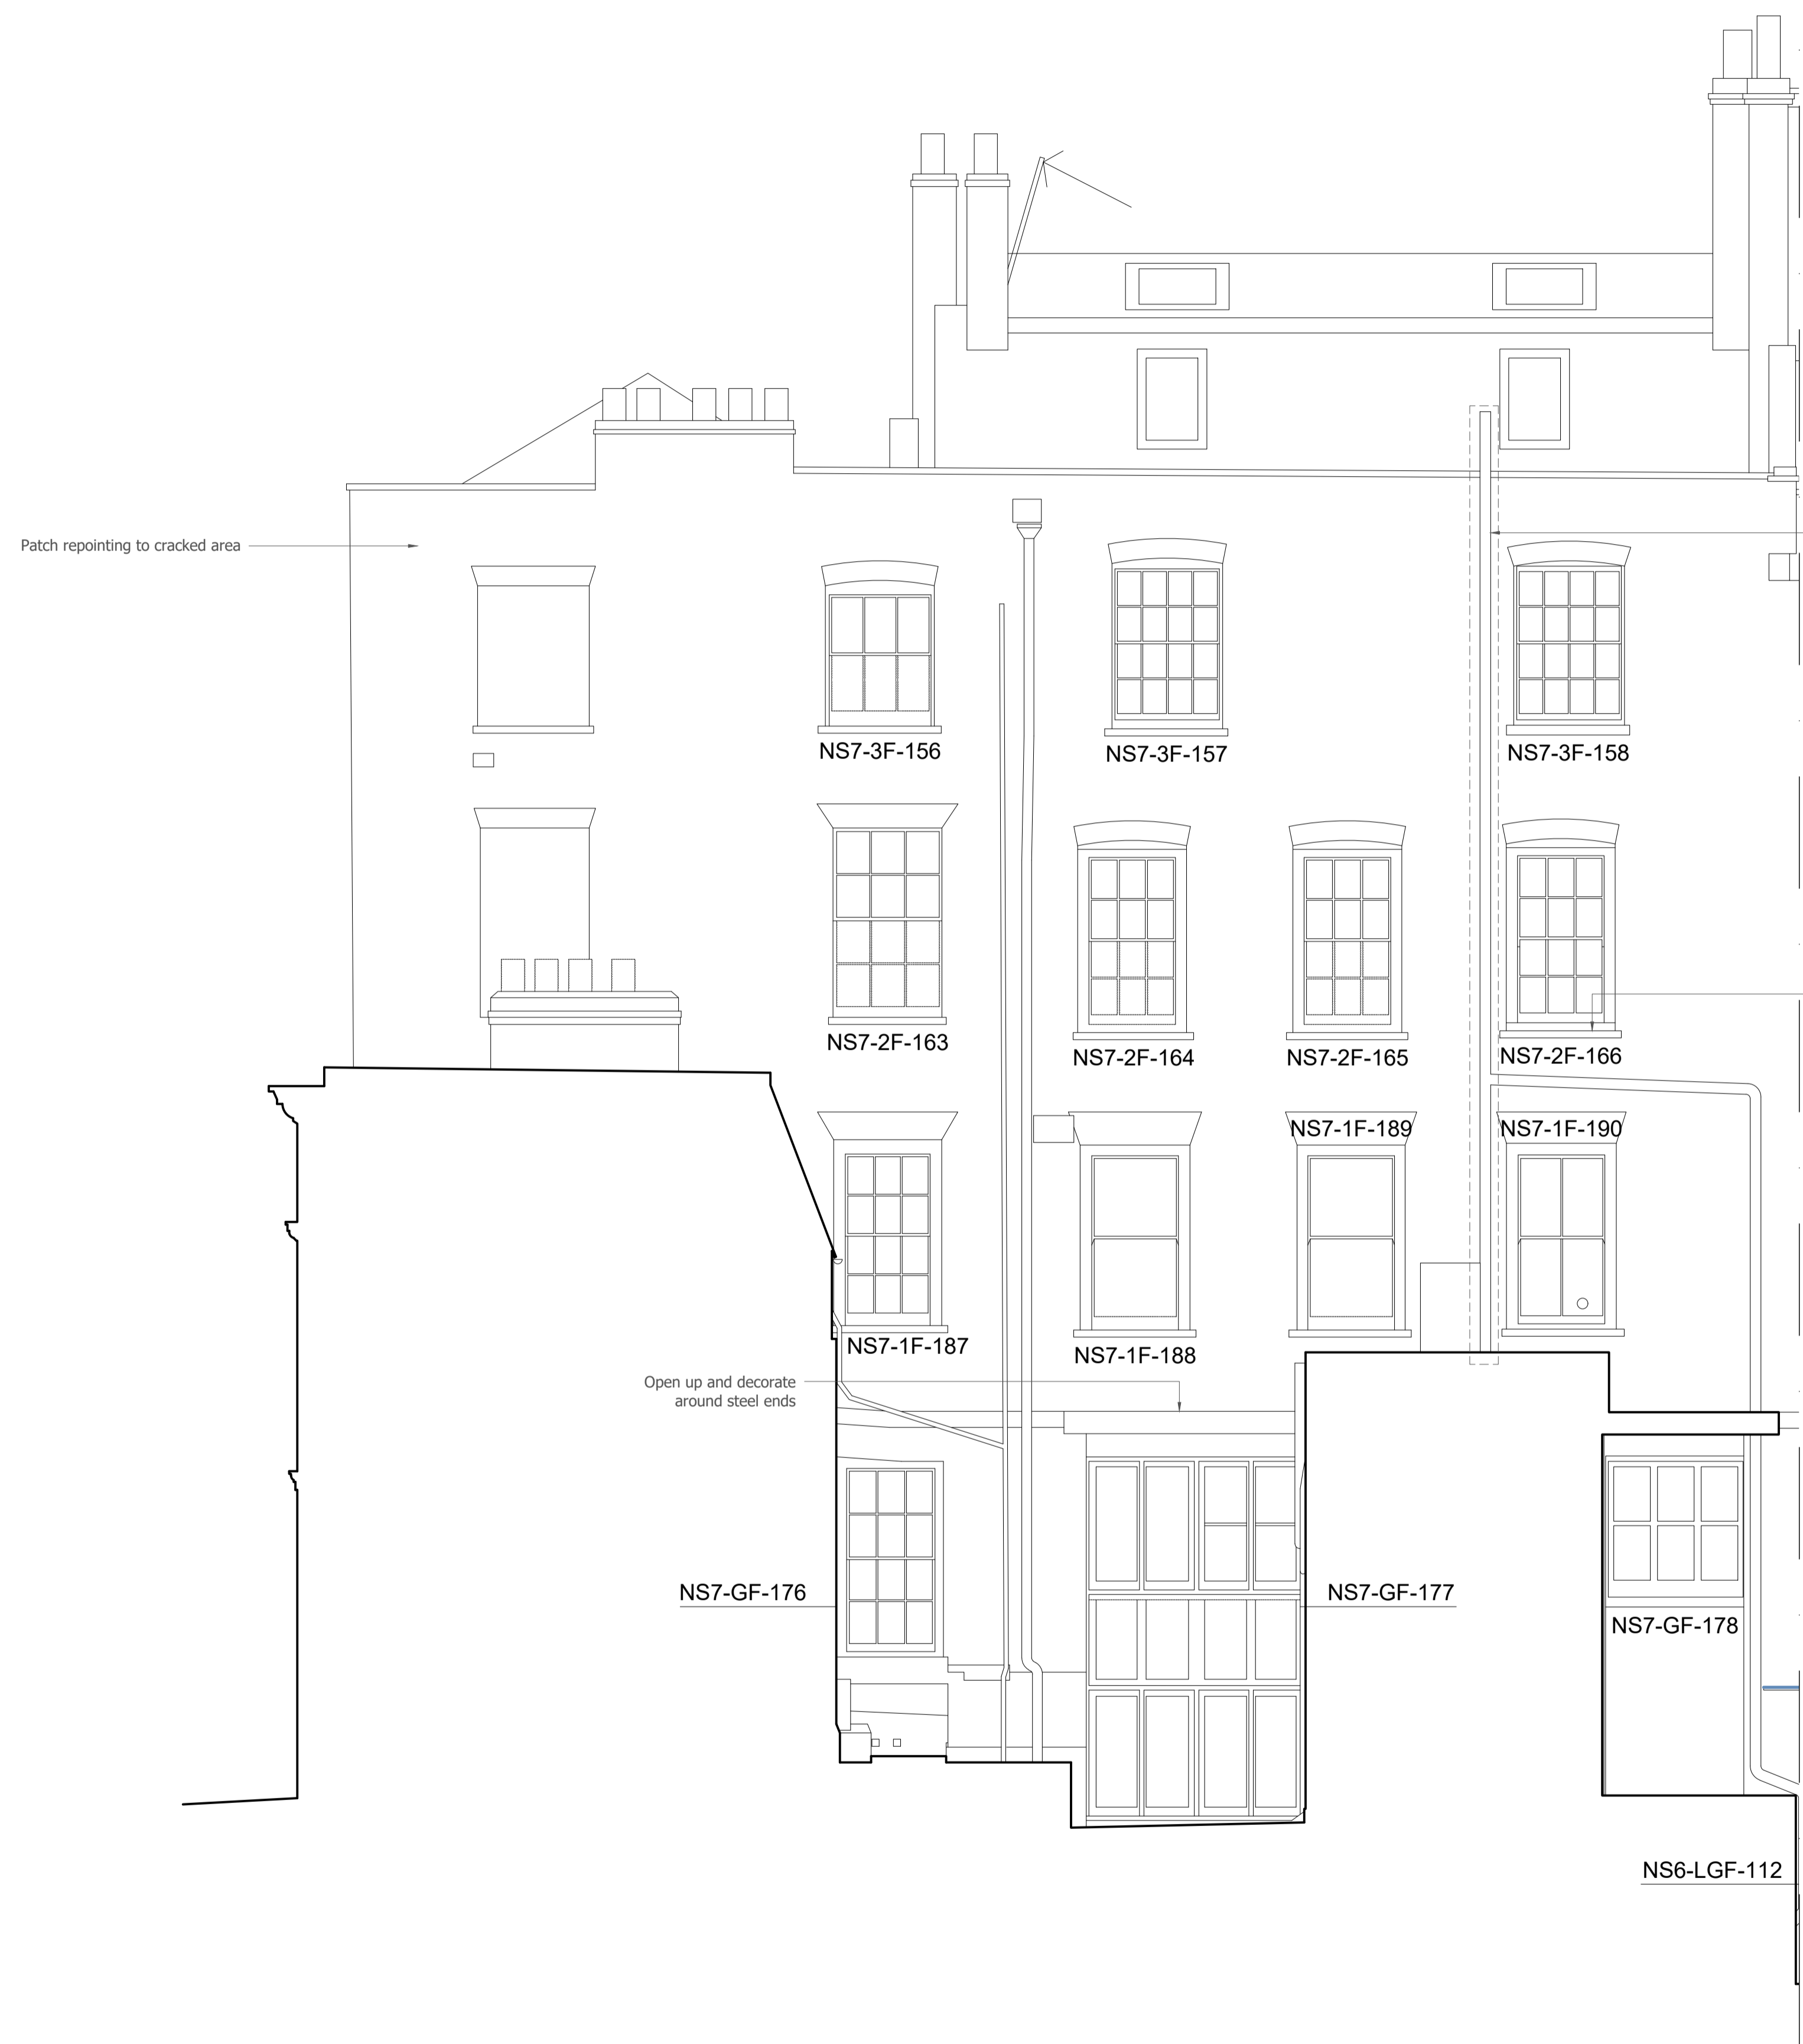 Patch repointing to cracked area
NS7-3F-156
NS7-3F-157
NS7-3F-158
NS7-2F-163
NS7-2F-164
NS7-2F-165
NS7-2F-166
NS7-1F-189
NS7-1F-190
NS7-1F-187
NS7-1F-188
Open up and decorate
around steel ends
NS7-GF-176
NS7-GF-177
NS7-GF-178
NS6-LGF-112